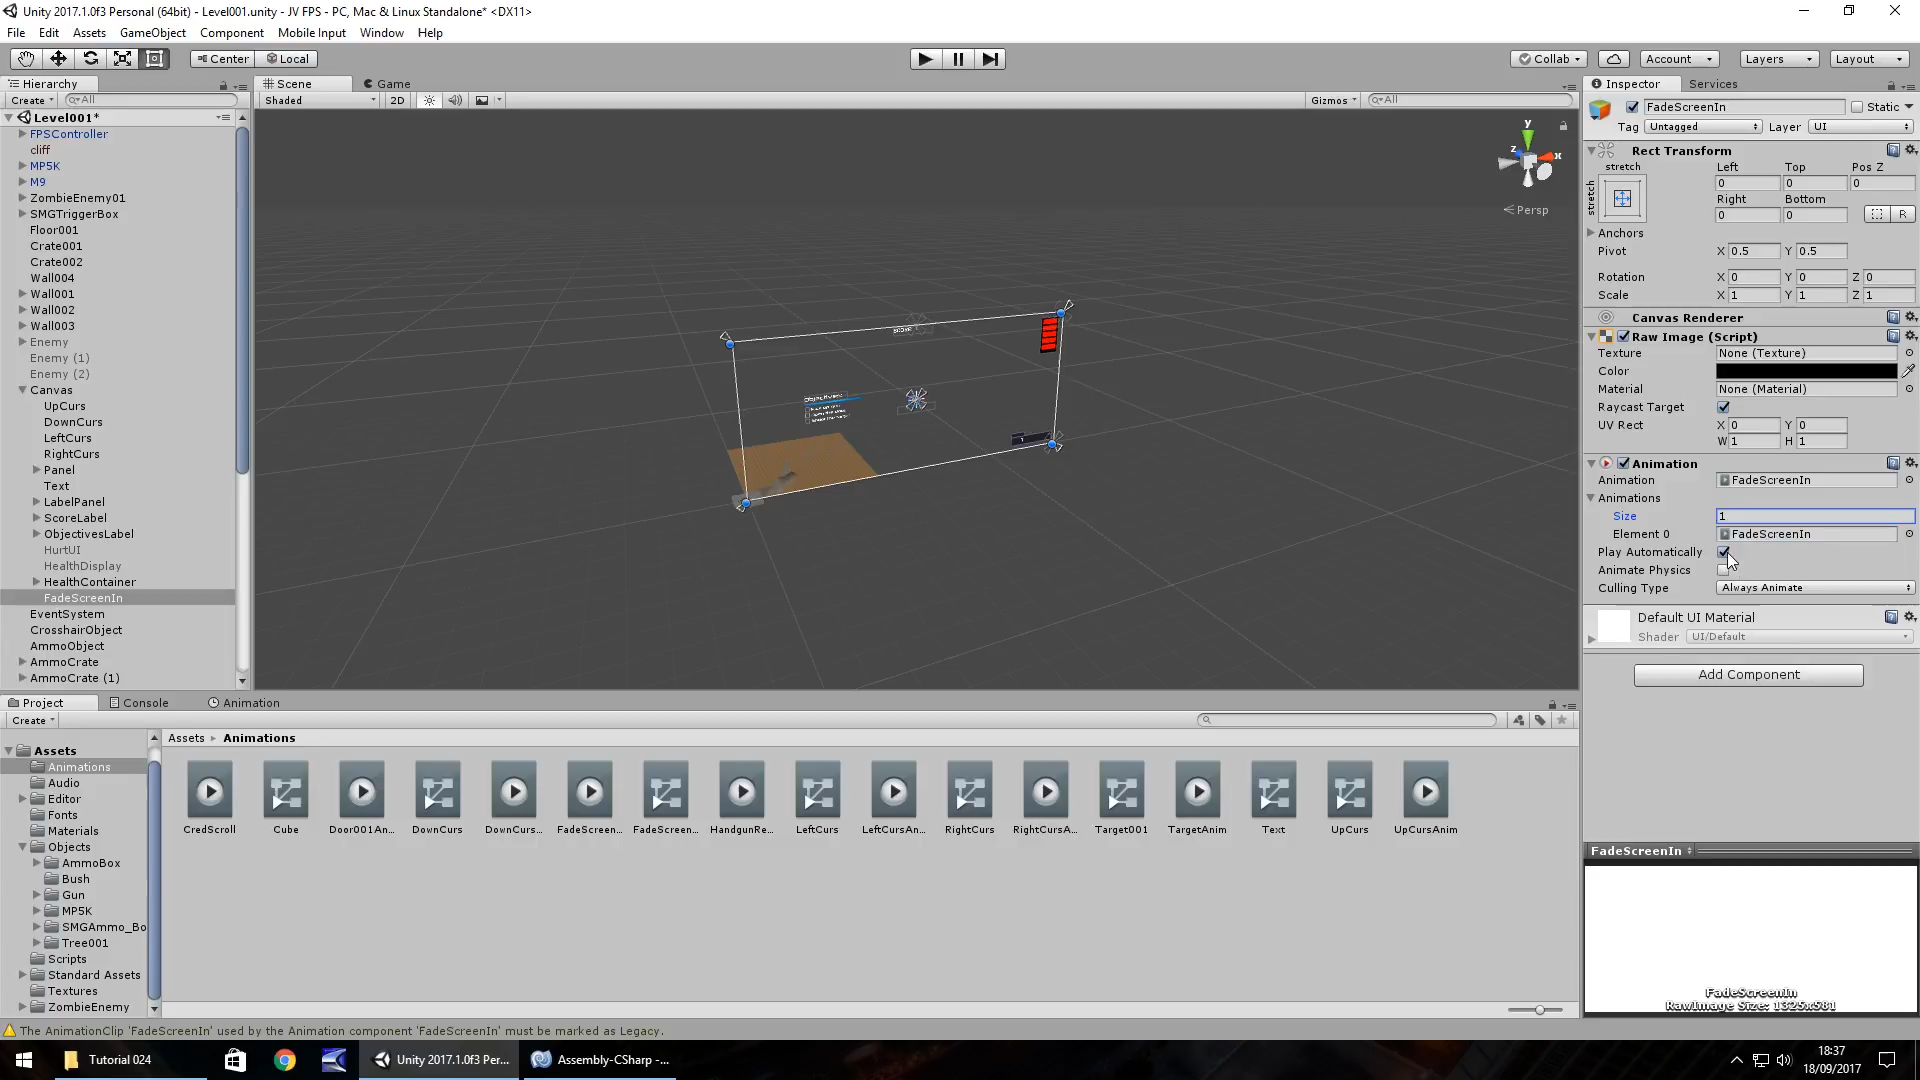 Unity 2017.1.0f3 Personal (64bit) - Level001.unity - JV FPS - PC, Mac & Linux Standalone* <DX11>
File Edit Assets GameObject Component Mobile Input Window Help
Center Local
Collab Account Layers Layout
Hierarchy
Create All
Level001*
FPSController
cliff
MP5K
M9
ZombieEnemy01
SMGTriggerBox
Floor001
Crate001
Crate002
Wall004
Wall001
Wall002
Wall003
Enemy
Enemy (1)
Enemy (2)
Canvas
UpCurs
DownCurs
LeftCurs
RightCurs
Panel
Text
LabelPanel
ScoreLabel
ObjectivesLabel
HurtUI
HealthDisplay
HealthContainer
FadeScreenIn
EventSystem
CrosshairObject
AmmoObject
AmmoCrate
AmmoCrate (1)
Scene Game
Shaded 2D Gizmos All
y
z x
Persp
Inspector Services
FadeScreenIn Static
Tag Untagged Layer UI
Rect Transform
stretch Left Top Pos Z
stretch
0 0 0
Right Bottom
0 0 R
Anchors
Pivot X 0.5 Y 0.5
Rotation X 0 Y 0 Z 0
Scale X 1 Y 1 Z 1
Canvas Renderer
Raw Image (Script)
Texture None (Texture)
Color
Material None (Material)
Raycast Target
UV Rect X 0 Y 0
W 1 H 1
Animation
Animation FadeScreenIn
Animations
Size 1
Element 0 FadeScreenIn
Play Automatically
Animate Physics
Culling Type Always Animate
Default UI Material
Shader UI/Default
Add Component
FadeScreenIn
FadeScreenIn
RawImage Size: 1325x581
Project Console Animation
Create
Assets
Animations
Audio
Editor
Fonts
Materials
Objects
AmmoBox
Bush
Gun
MP5K
SMGAmmo_Bo
Tree001
Scripts
Standard Assets
Textures
ZombieEnemy
Assets Animations
CredScroll Cube Door001An... DownCurs DownCurs... FadeScreen... FadeScreen... HandgunRe... LeftCurs LeftCursAn... RightCurs RightCursA... Target001 TargetAnim Text UpCurs UpCursAnim
The AnimationClip 'FadeScreenIn' used by the Animation component 'FadeScreenIn' must be marked as Legacy.
Tutorial 024 Unity 2017.1.0f3 Per... Assembly-CSharp -...
18:37
18/09/2017